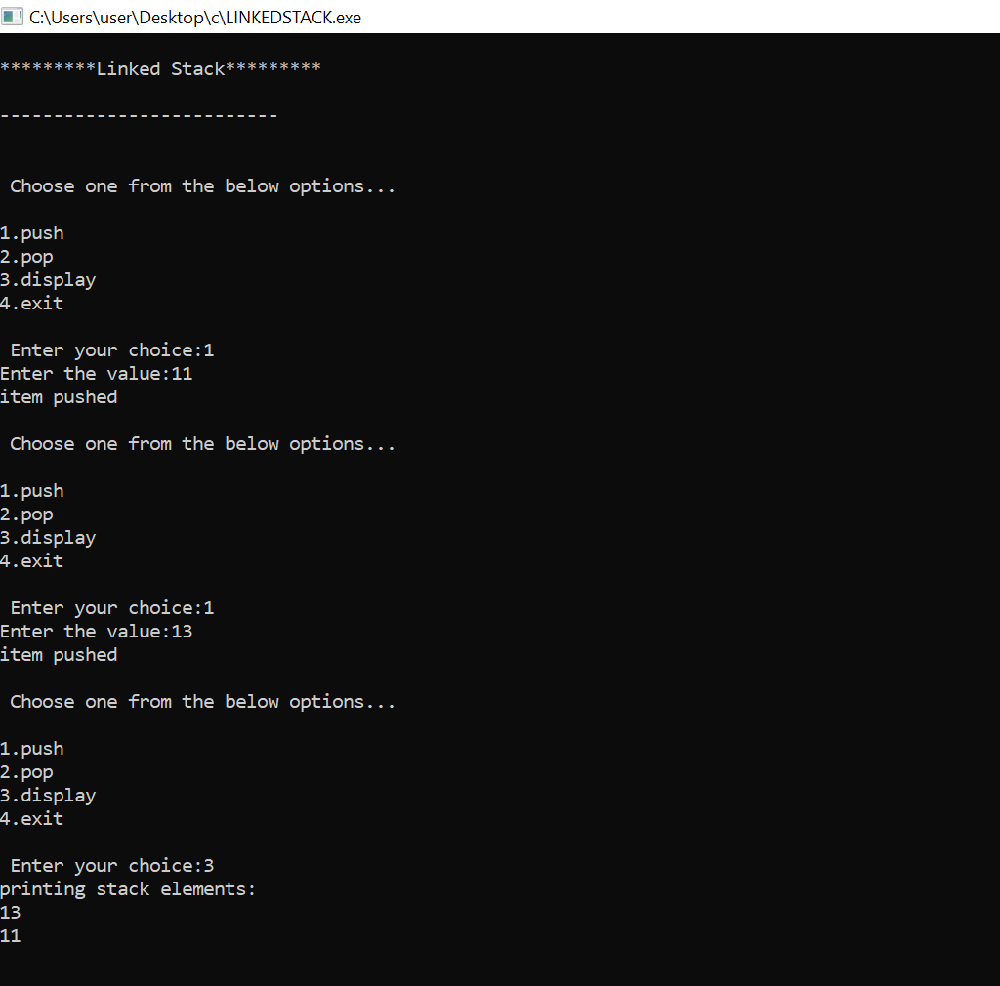 C:\Users\user\Desktop\c\LINKEDSTACK.exe
*********Linked Stack*********
--------------------------
Choose one from the below options...
1.push
2.pop
3.display
4.exit
Enter your choice:1
Enter the value:11
item pushed
Choose one from the below options...
1.push
2.pop
3.display
4.exit
Enter your choice:1
Enter the value:13
item pushed
Choose one from the below options...
1.push
2.pop
3.display
4.exit
Enter your choice:3
printing stack elements:
13
11